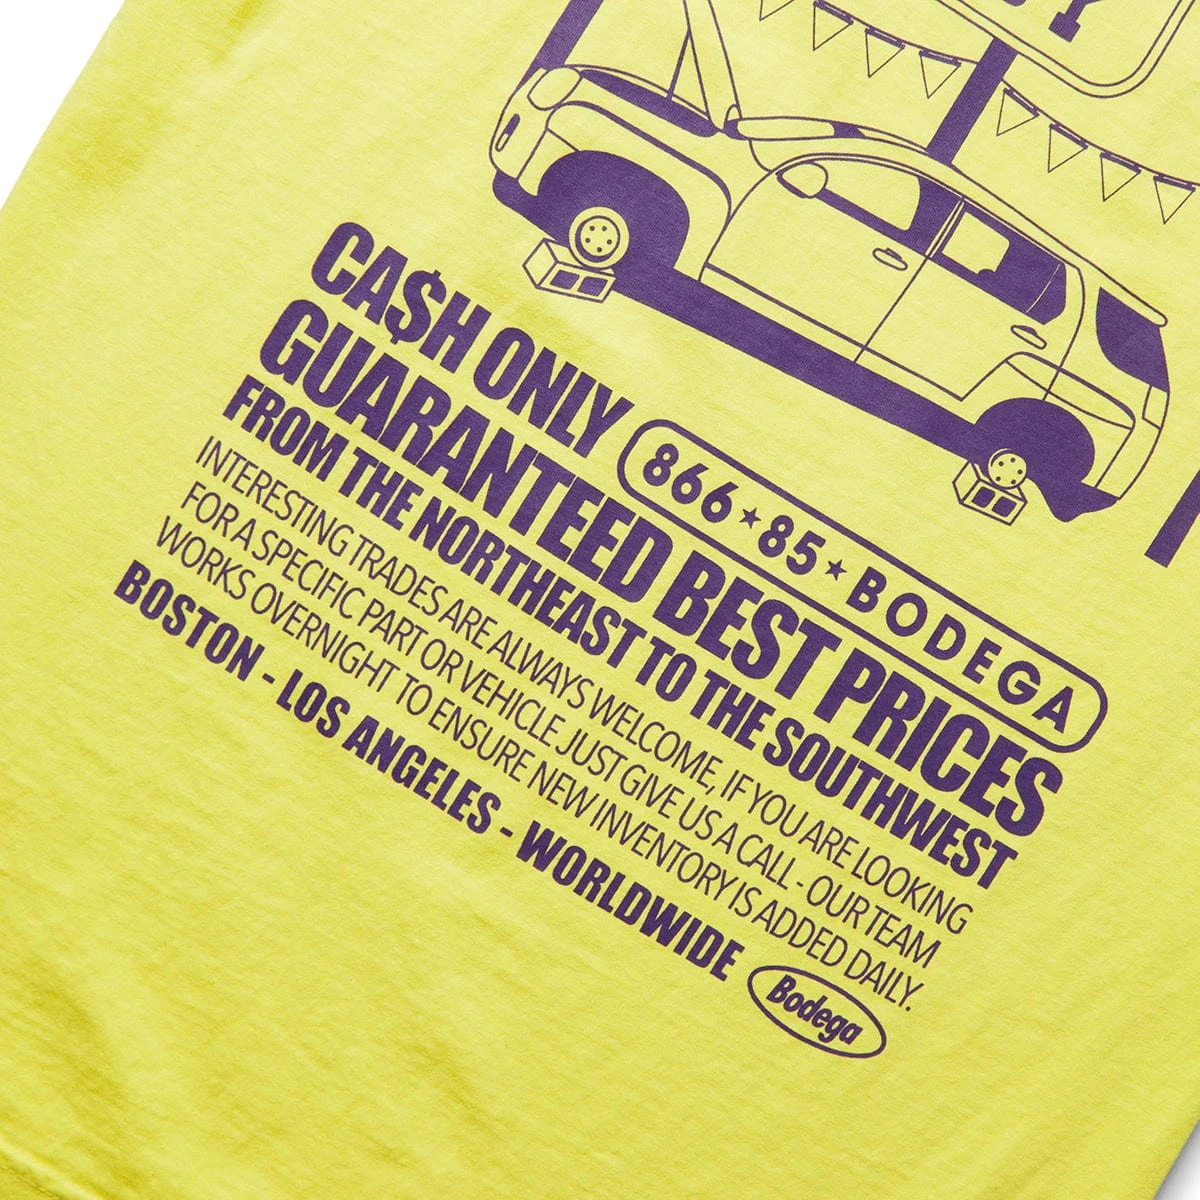 CA$H ONLY
866★85★BODEGA
GUARANTEED BEST PRICES
FROM THE NORTHEAST TO THE SOUTHWEST
INTERESTING TRADES ARE ALWAYS WELCOME, IF YOU ARE LOOKING
FOR A SPECIFIC PART OR VEHICLE JUST GIVE US A CALL - OUR TEAM
WORKS OVERNIGHT TO ENSURE NEW INVENTORY IS ADDED DAILY.
BOSTON - LOS ANGELES - WORLDWIDE
Bodega